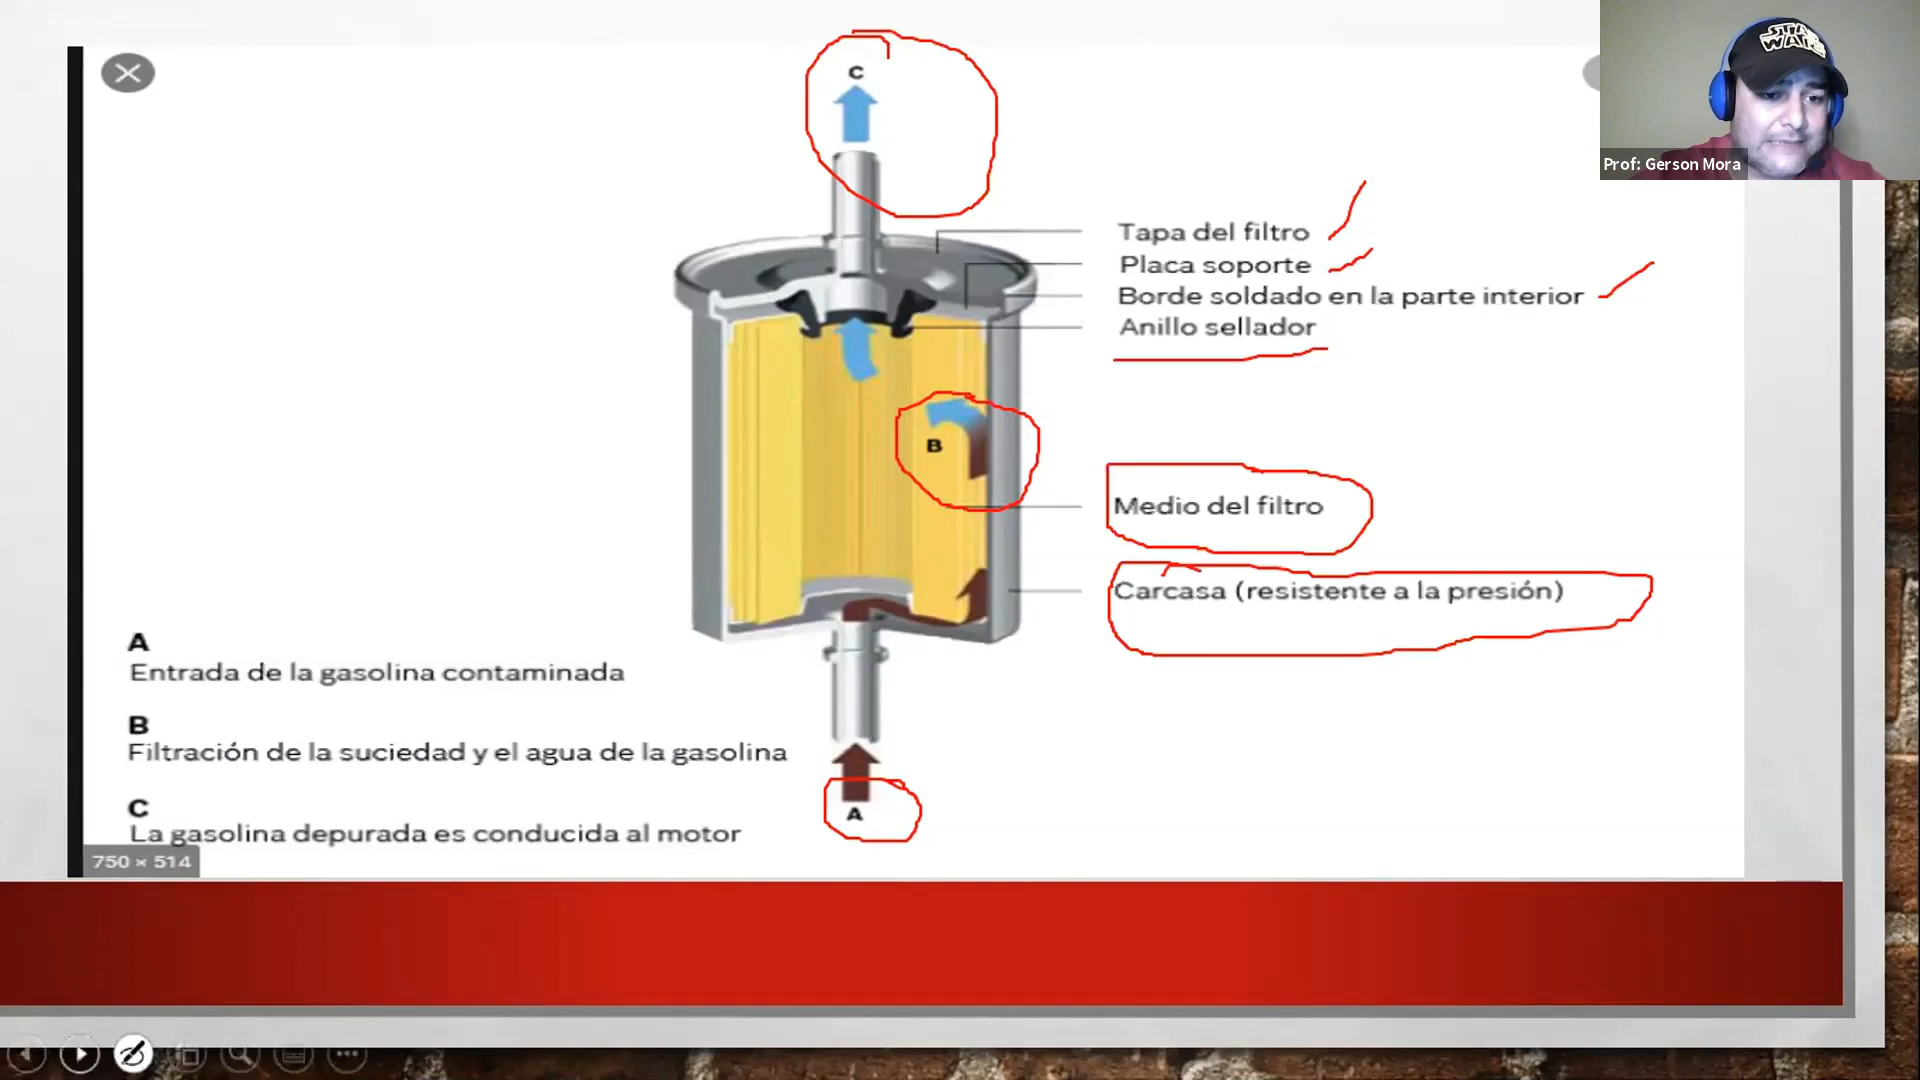 C
STAR
WARS
Prof: Gerson Mora
Tapa del filtro
Placa soporte
Borde soldado en la parte interior
Anillo sellador
B
Medio del filtro
Carcasa (resistente a la presión)
A
Entrada de la gasolina contaminada
B
Filtración de la suciedad y el agua de la gasolina
C
La gasolina depurada es conducida al motor
A
750 × 514